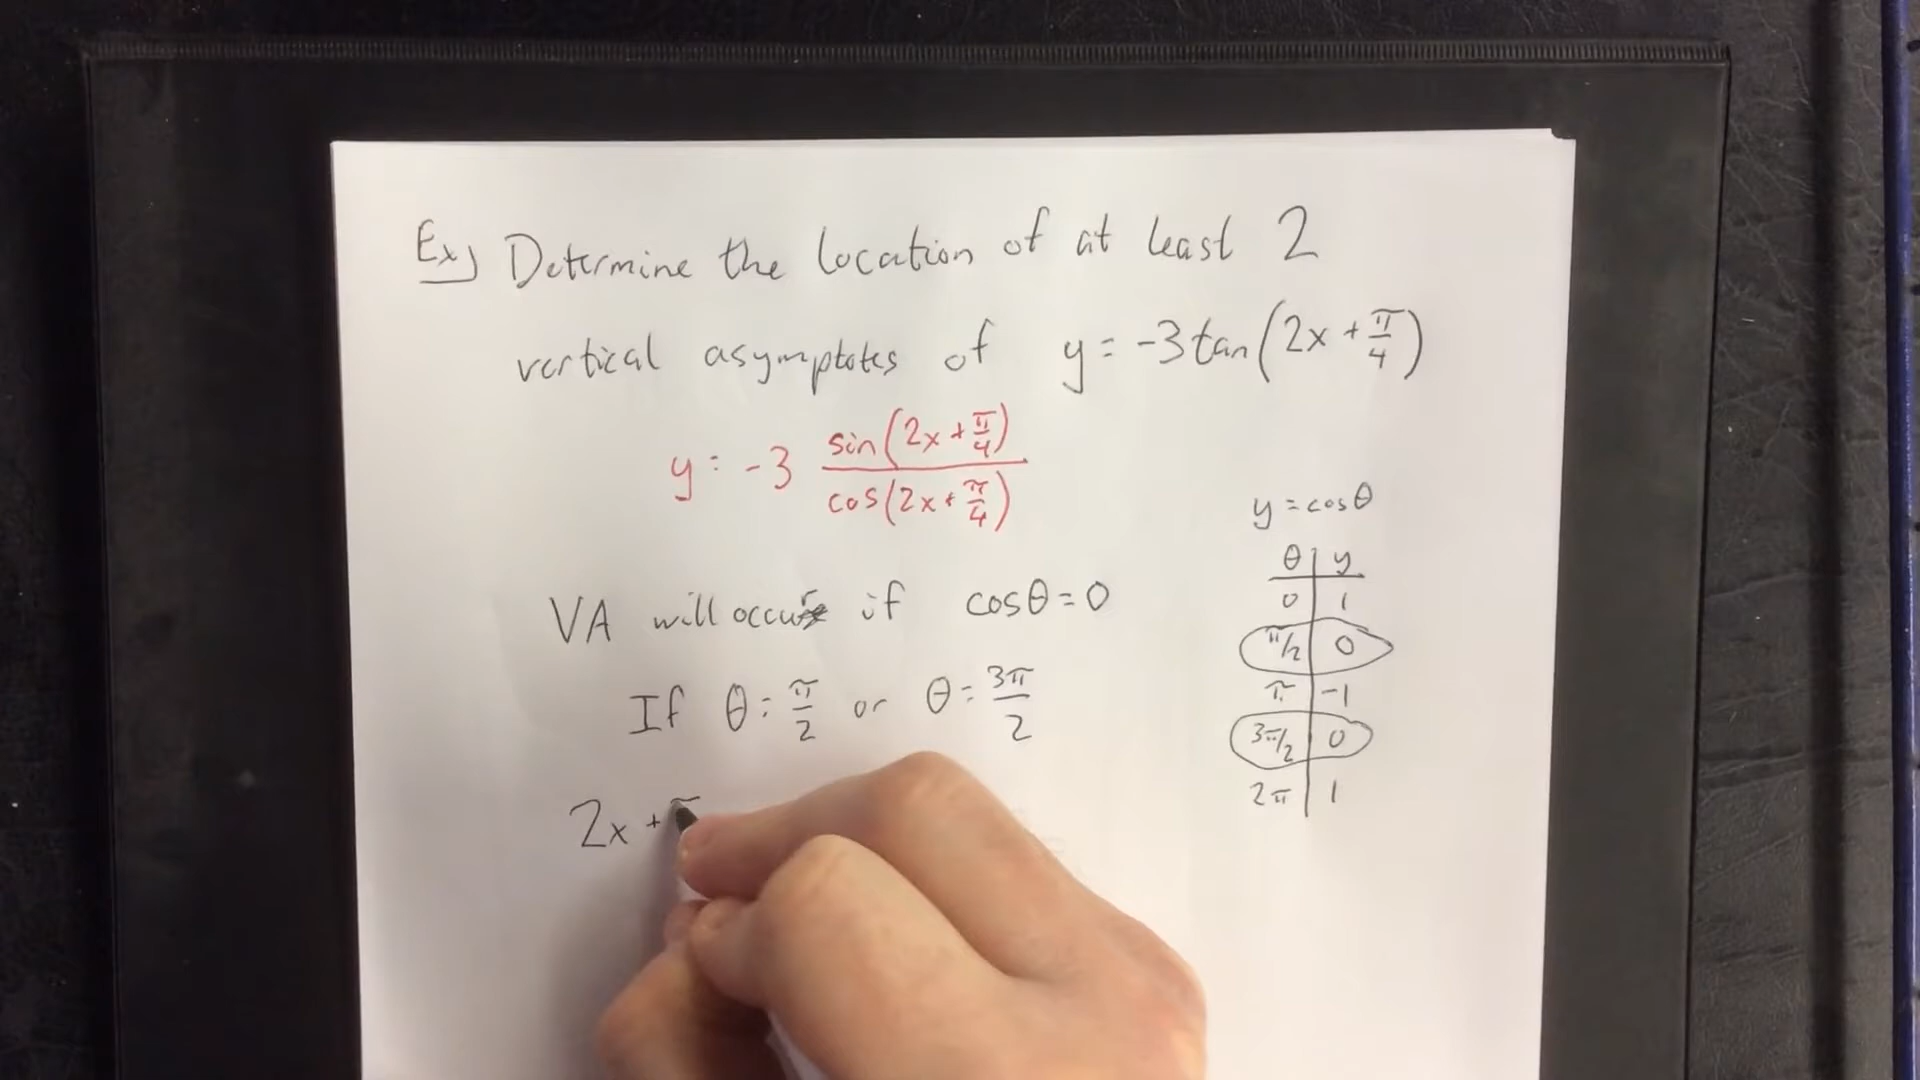 Ex) Determine the location of at least 2
vertical asymptotes of y = -3 tan(2x + π/4)
y = -3 sin(2x + π/4) / cos(2x + π/4)
VA will occur if cosθ = 0
If θ = π/2 or θ = 3π/2
2x + π
y = cosθ
θ | y
0 | 1
π/2 | 0
π | -1
3π/2 | 0
2π | 1